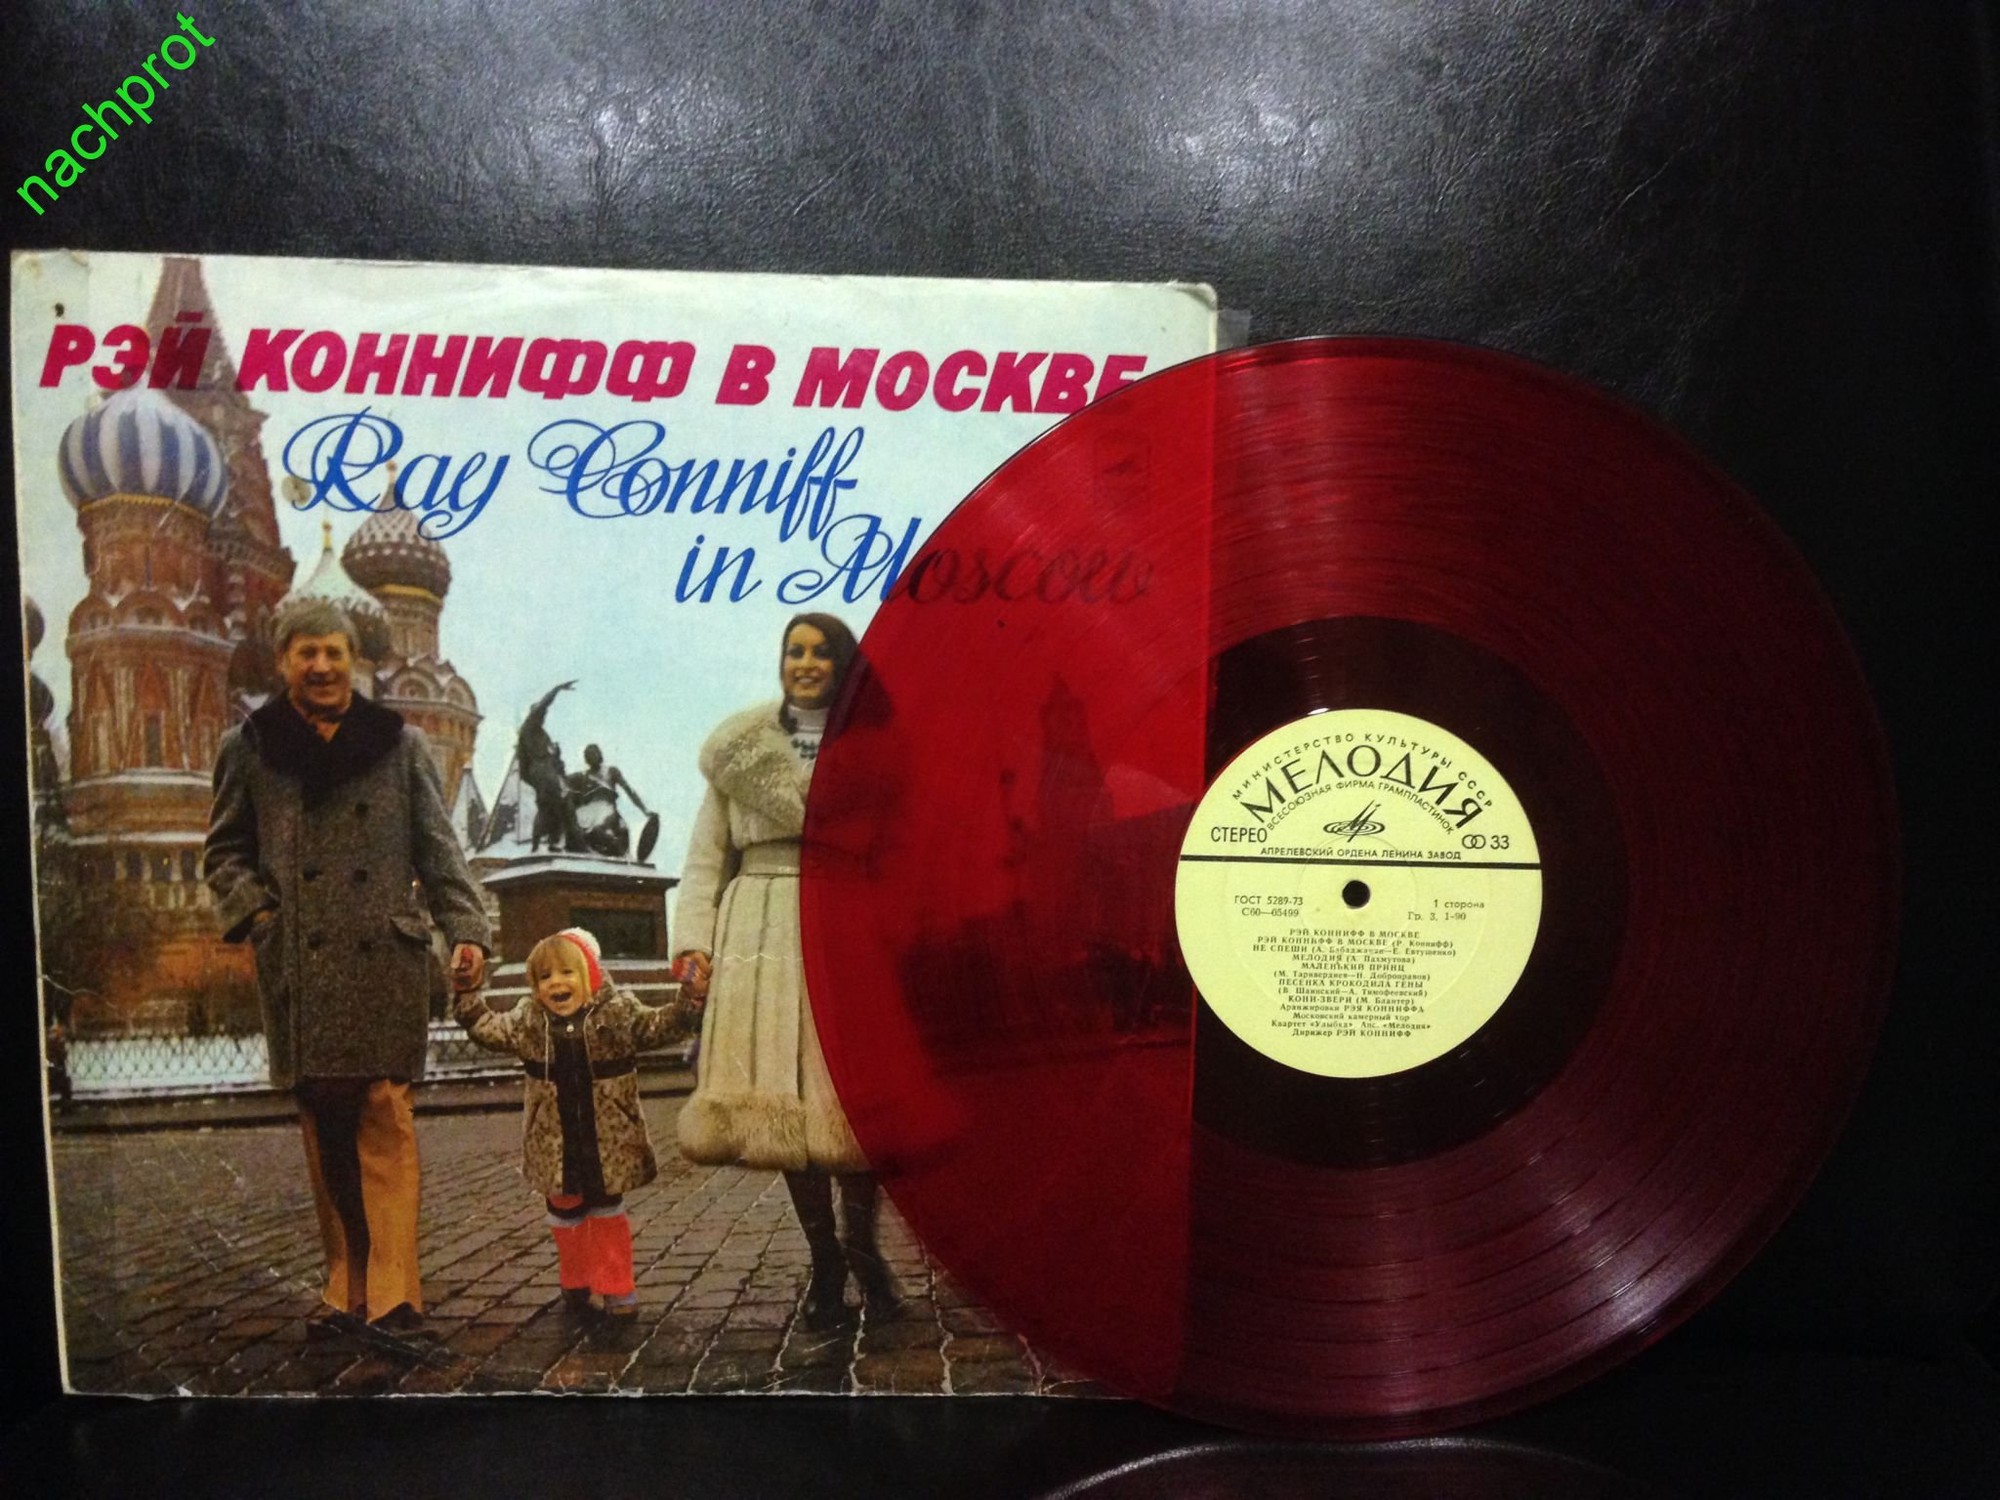 nachprot
РЭЙ КОННИФФ В МОСКВЕ
Ray Conniff
in Moscow
МИНИСТЕРСТВО КУЛЬТУРЫ СССР
МЕЛОДИЯ
ВСЕСОЮЗНАЯ ФИРМА ГРАМПЛАСТИНОК
СТЕРЕО
33
АПРЕЛЕВСКИЙ ОРДЕНА ЛЕНИНА ЗАВОД
ГОСТ 5289-73
1 сторона
С60—05499
Гр. 3. 1-90
РЭЙ КОННИФФ В МОСКВЕ
РЭЙ КОННИФФ В МОСКВЕ (Р. Коннифф)
НЕ СПЕШИ (А. Бабаджанян—Е. Евтушенко)
МЕЛОДИЯ (А. Пахмутова)
МАЛЕНЬКИЙ ПРИНЦ
(М. Таривердиев—Н. Добронравов)
ПЕСЕНКА КРОКОДИЛА ГЕНЫ
(В. Шаинский—А. Тимофеевский)
КОНИ-ЗВЕРИ (М. Блантер)
Аранжировки РЭЯ КОННИФФА
Московский камерный хор
Квартет «Улыбка» Анс. «Мелодия»
Дирижер РЭЙ КОННИФФ